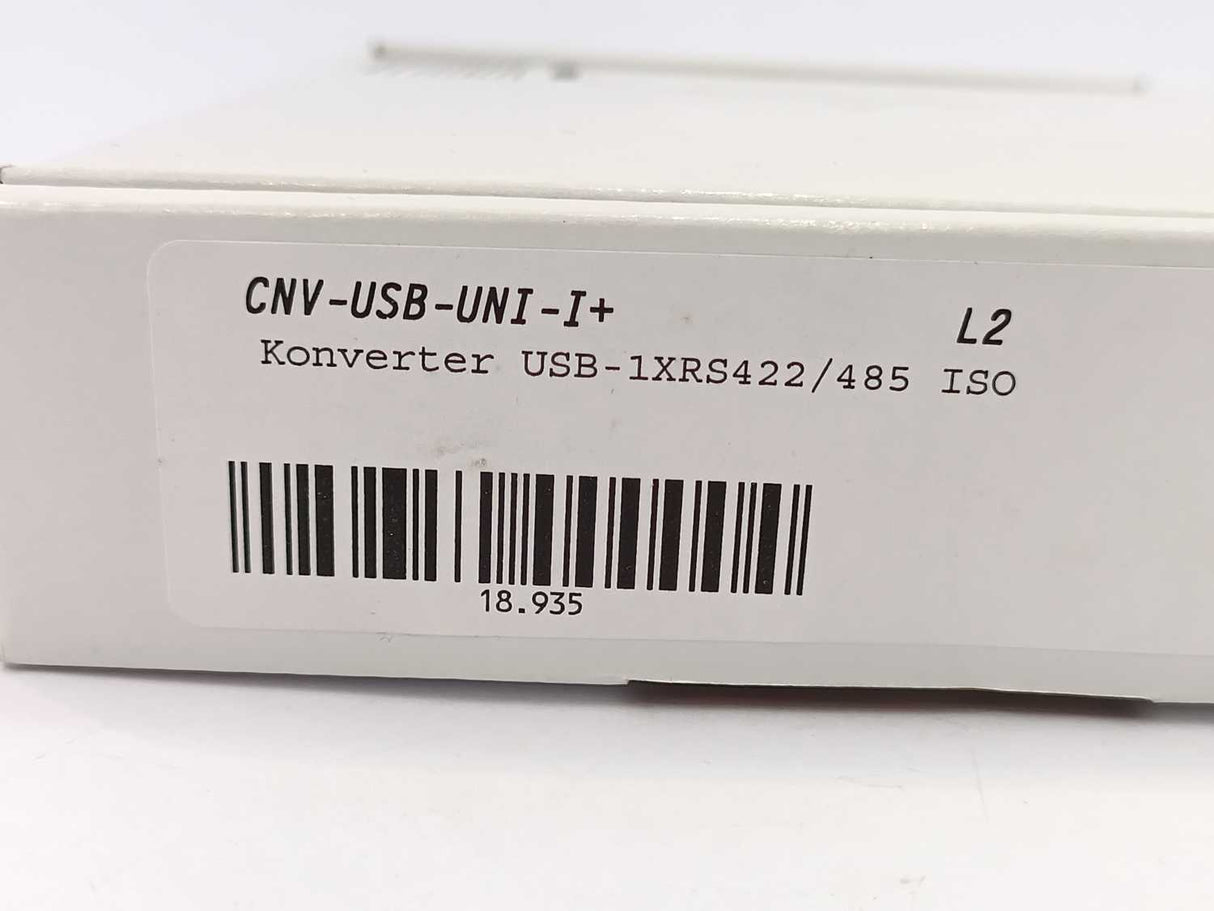 CNV-USB-UNI-I+ L2
Konverter USB-1XRS422/485 ISO
18.935